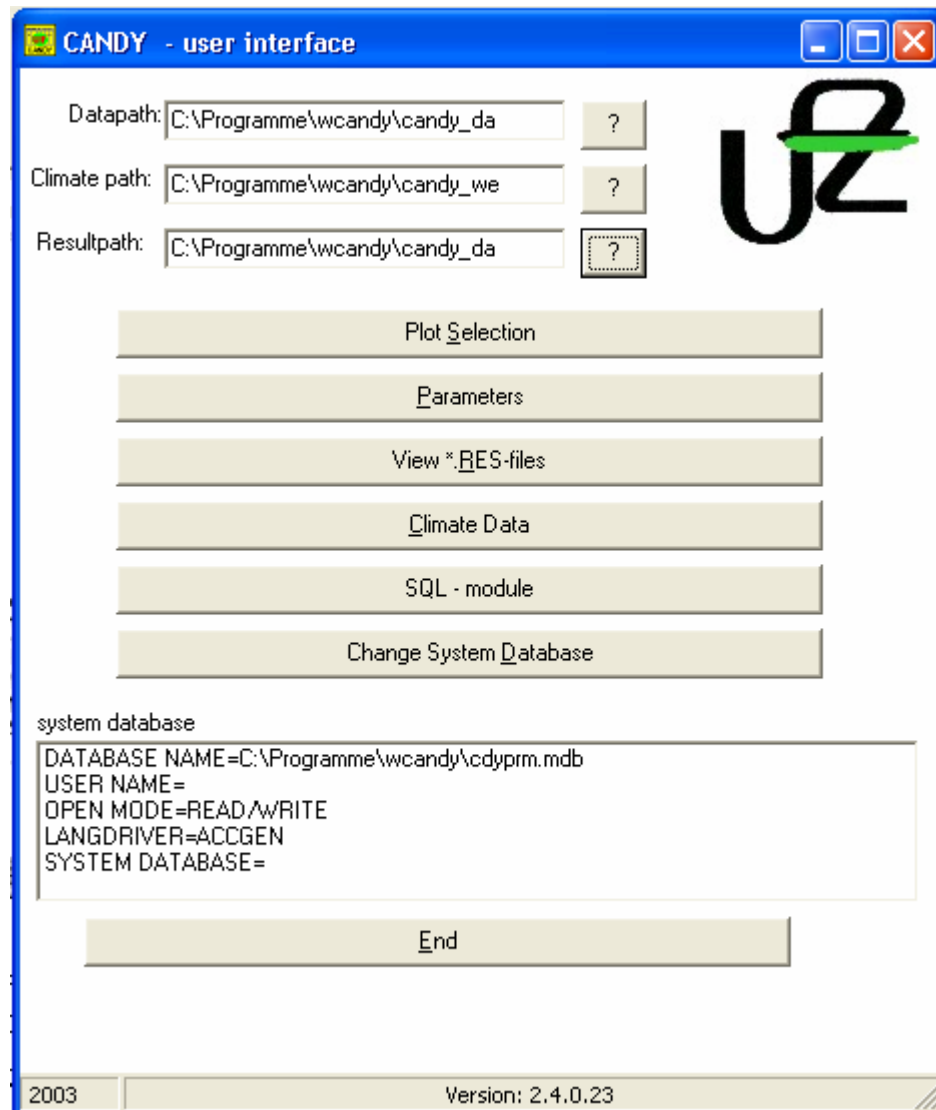 CANDY - user interface
Datapath: C:\Programme\wcandy\candy_da ?
Climate path: C:\Programme\wcandy\candy_we ?
Resultpath: C:\Programme\wcandy\candy_da ?
UFZ
Plot Selection
Parameters
View *.RES-files
Climate Data
SQL - module
Change System Database
system database
DATABASE NAME=C:\Programme\wcandy\cdyprm.mdb
USER NAME=
OPEN MODE=READ/WRITE
LANGDRIVER=ACCGEN
SYSTEM DATABASE=
End
2003 Version: 2.4.0.23